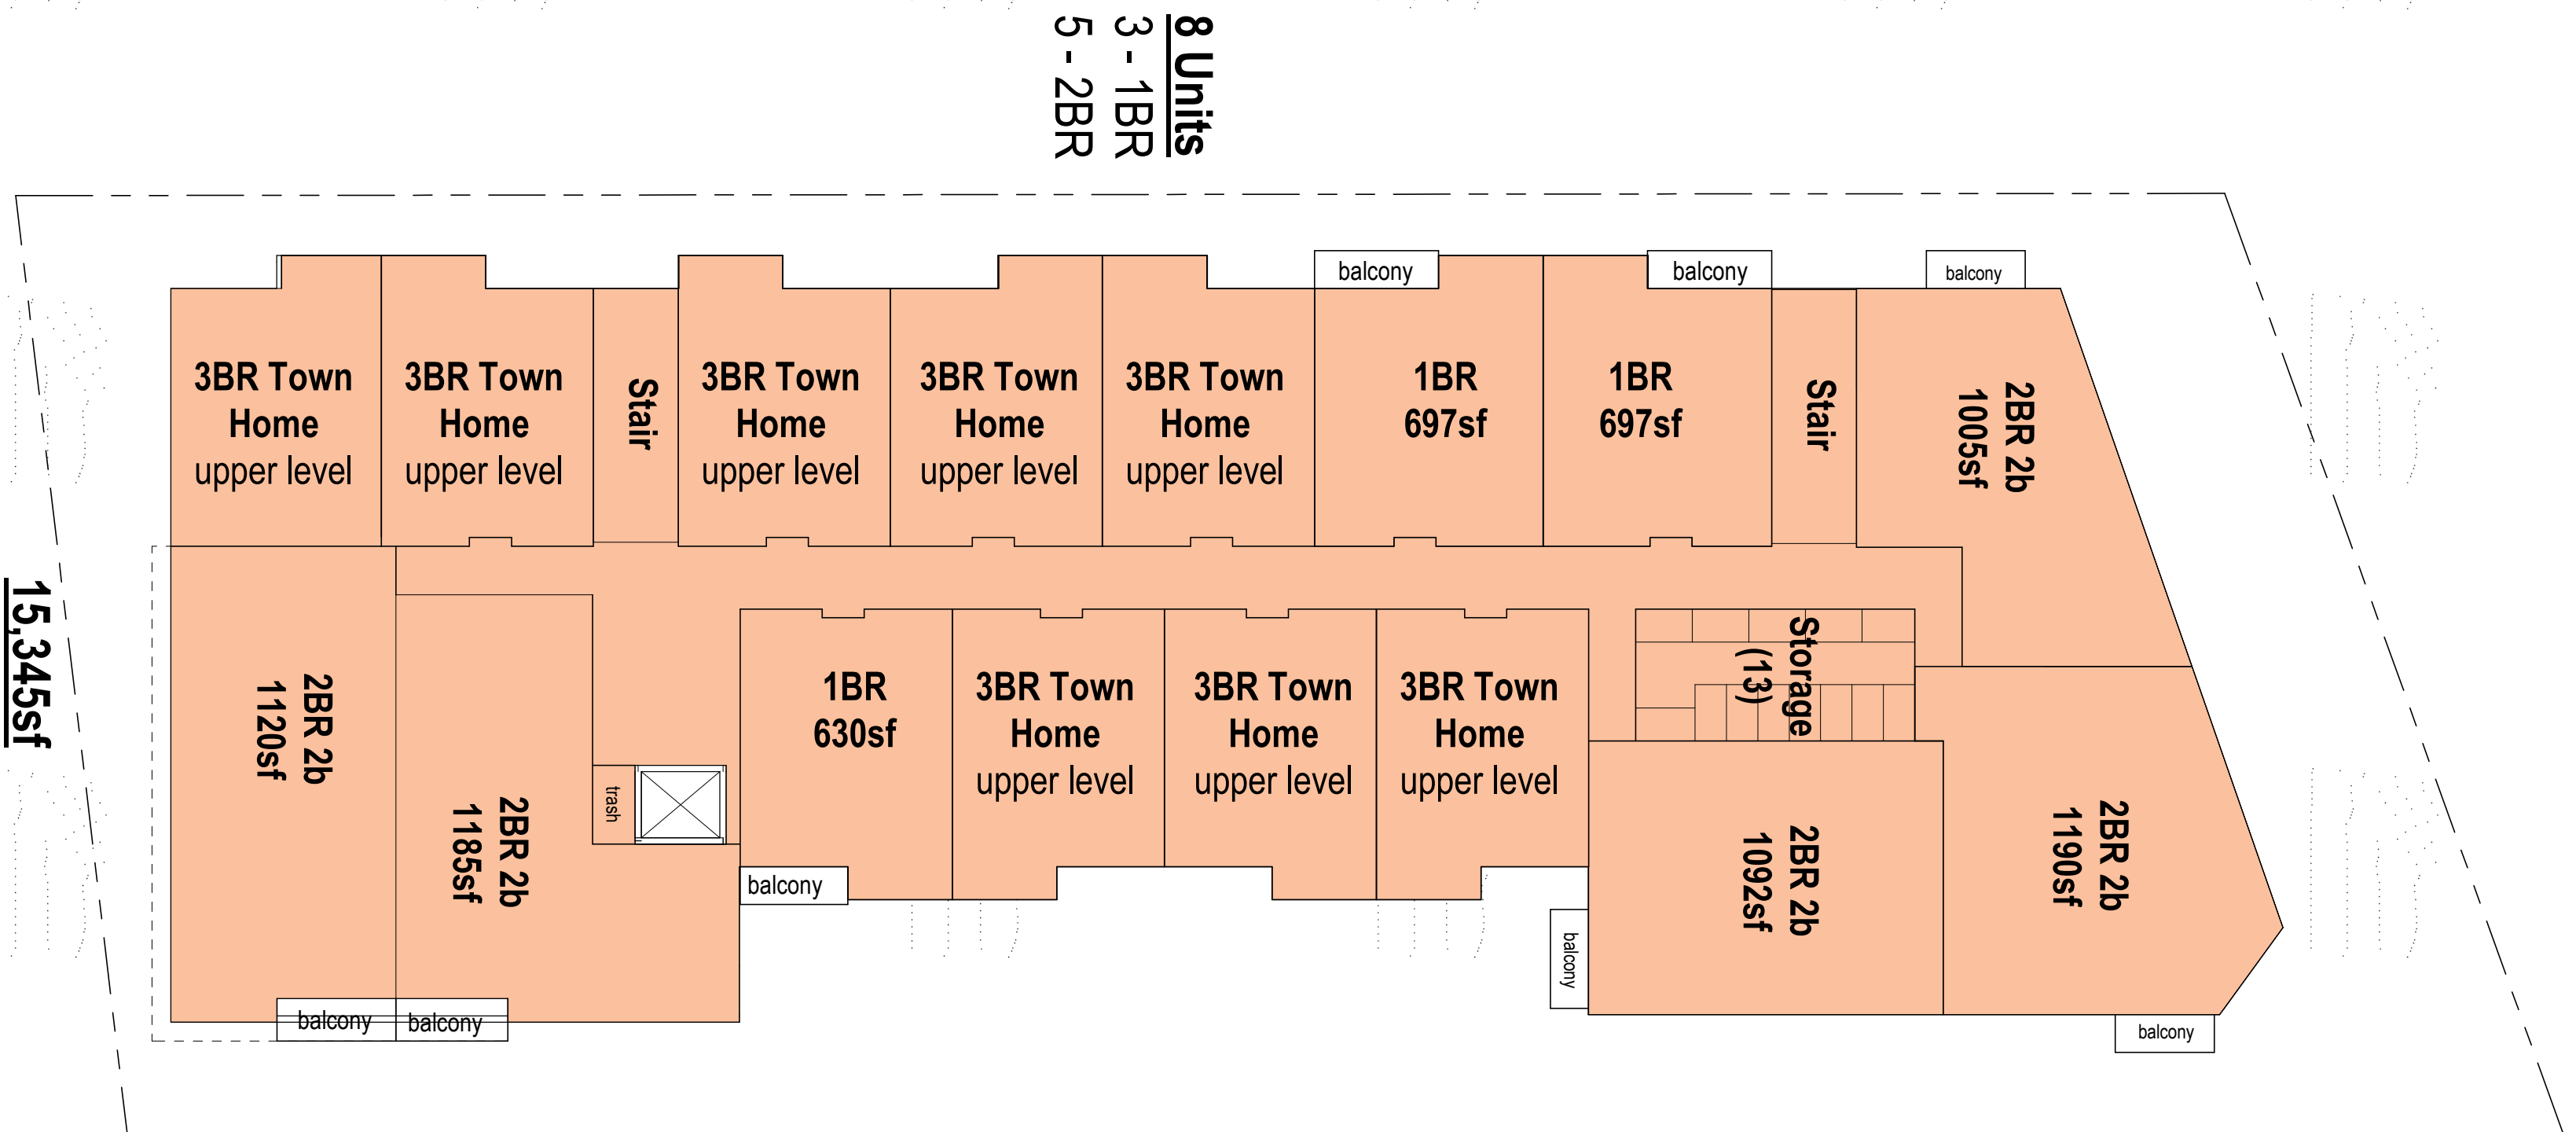 8 Units
3 - 1BR
5 - 2BR
balcony
balcony
balcony
3BR Town
Home
upper level
3BR Town
Home
upper level
Stair
3BR Town
Home
upper level
3BR Town
Home
upper level
3BR Town
Home
upper level
1BR
697sf
1BR
697sf
Stair
2BR 2b
1005sf
15,345sf
2BR 2b
1120sf
2BR 2b
1185sf
trash
1BR
630sf
3BR Town
Home
upper level
3BR Town
Home
upper level
3BR Town
Home
upper level
Storage
(13)
2BR 2b
1092sf
2BR 2b
1190sf
balcony
balcony
balcony
balcony
balcony